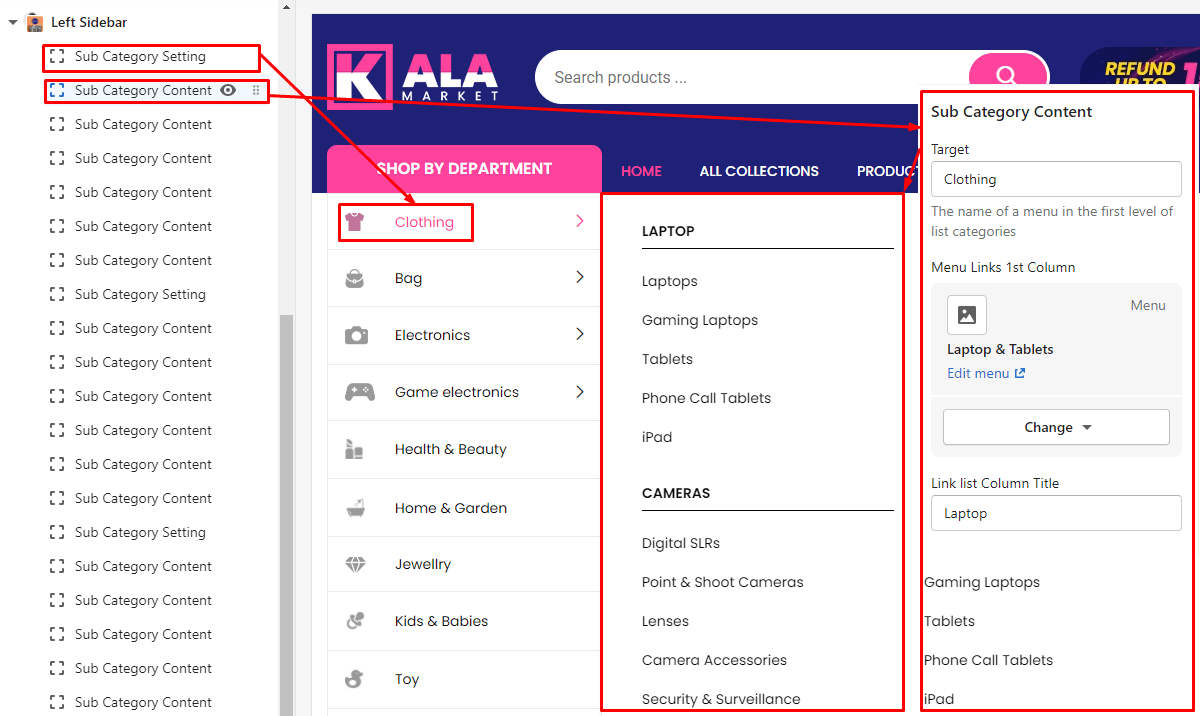 Left Sidebar
Sub Category Setting
Sub Category Content
Sub Category Content
Sub Category Content
Sub Category Content
Sub Category Content
Sub Category Content
Sub Category Setting
Sub Category Content
Sub Category Content
Sub Category Content
Sub Category Content
Sub Category Content
Sub Category Content
Sub Category Setting
Sub Category Content
Sub Category Content
Sub Category Content
Sub Category Content
Sub Category Content
KALA
MARKET
Search products ...
REFUND
UP TO
SHOP BY DEPARTMENT
HOME
ALL COLLECTIONS
PRODUCT
Clothing
Bag
Electronics
Game electronics
Health & Beauty
Home & Garden
Jewellry
Kids & Babies
Toy
LAPTOP
Laptops
Gaming Laptops
Tablets
Phone Call Tablets
iPad
CAMERAS
Digital SLRs
Point & Shoot Cameras
Lenses
Camera Accessories
Security & Surveillance
Sub Category Content
Target
Clothing
The name of a menu in the first level of
list categories
Menu Links 1st Column
Menu
Laptop & Tablets
Edit menu
Change
Link list Column Title
Laptop
Gaming Laptops
Tablets
Phone Call Tablets
iPad